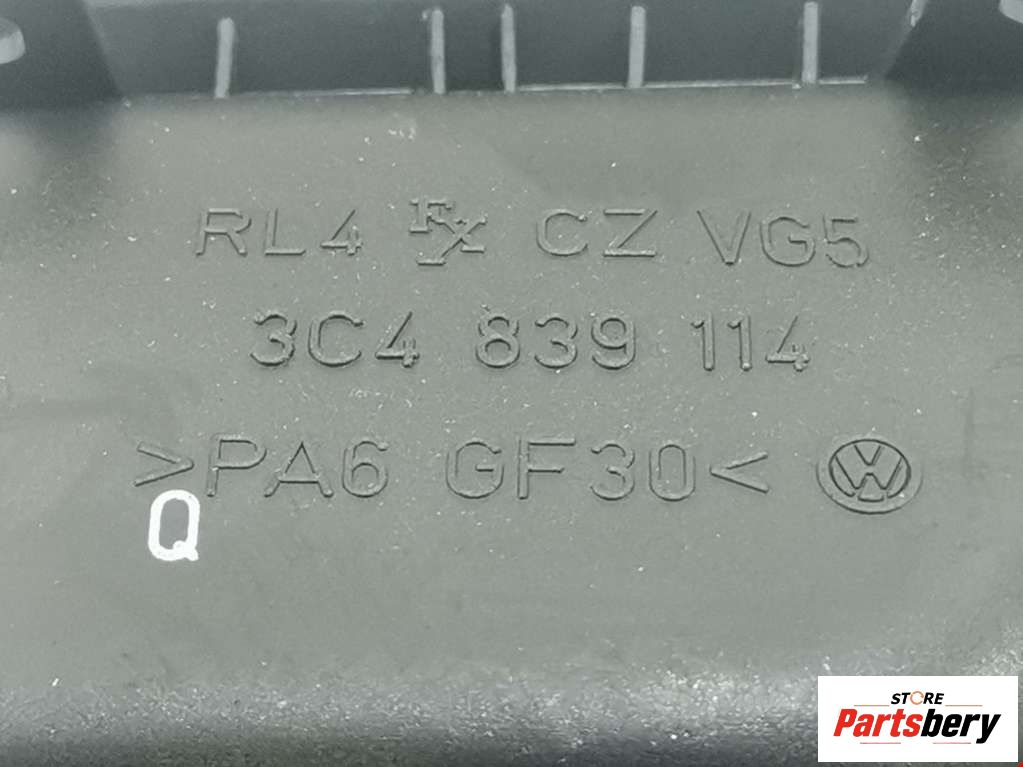 RL4 FX CZ VG5
3C4 839 114
>PA6 GF30<
Q
STORE
Partsbery